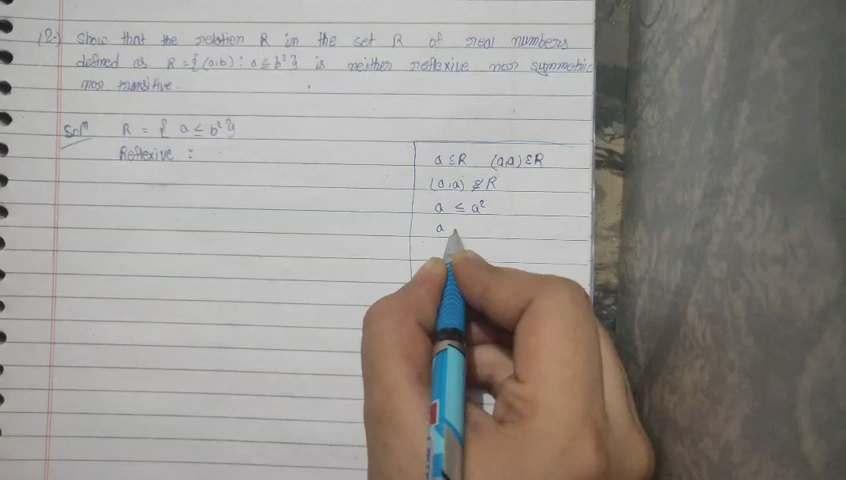 (2.) Show that the relation R in the set R of real numbers
defined as R = { (a,b) : a ≤ b² } is neither reflexive nor symmetric
nor transitive.
Solⁿ R = { a ≤ b² }
Reflexive :
a ∈ R (a,a) ∈ R
(a,a) ∉ R
a ≤ a²
a